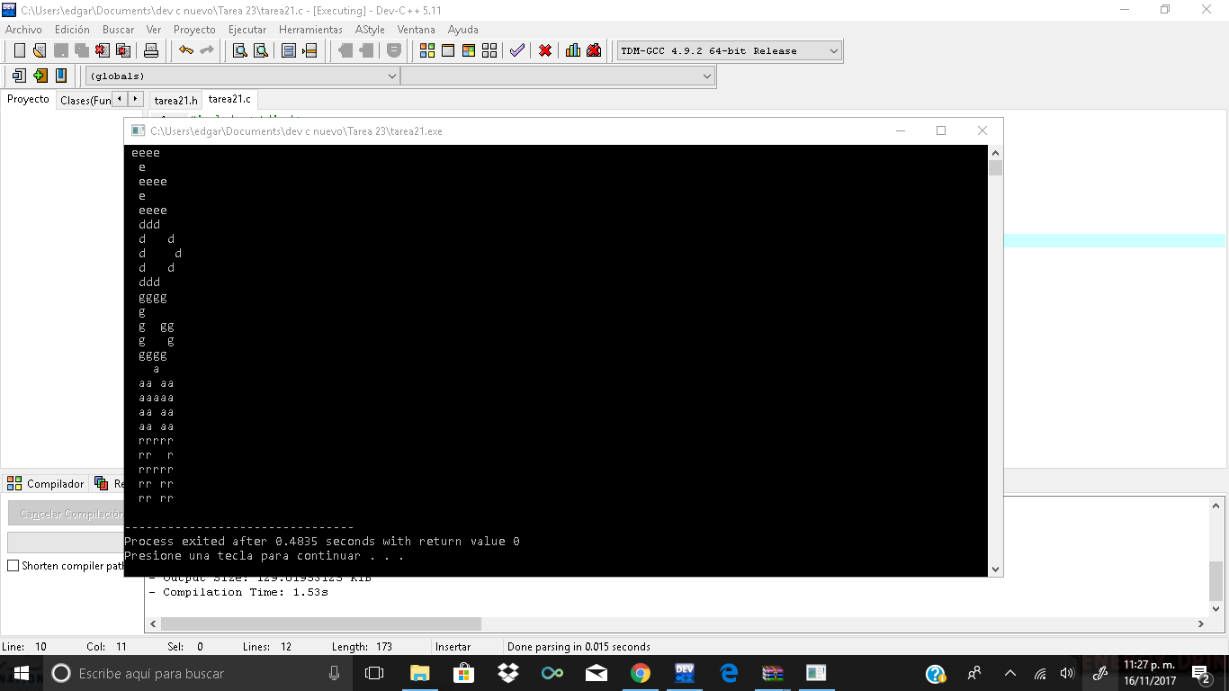 C:\Users\edgar\Documents\dev c nuevo\Tarea 23\tarea21.c - [Executing] - Dev-C++ 5.11
Archivo Edición Buscar Ver Proyecto Ejecutar Herramientas AStyle Ventana Ayuda
TDM-GCC 4.9.2 64-bit Release
(globals)
Proyecto Clases(Fun tarea21.h tarea21.c
C:\Users\edgar\Documents\dev c nuevo\Tarea 23\tarea21.exe
eeee
e
eeee
e
eeee
ddd
d   d
d    d
d   d
ddd
gggg
g
g  gg
g   g
gggg
a
aa aa
aaaaa
aa aa
aa aa
rrrrr
rr  r
rrrrr
rr rr
rr rr
--------------------------------
Process exited after 0.4835 seconds with return value 0
Presione una tecla para continuar . . .
Compilador Re
Cancelar Compilación
Shorten compiler path
- Output Size: 129.61953125 KiB
- Compilation Time: 1.53s
Line: 10 Col: 11 Sel: 0 Lines: 12 Length: 173 Insertar Done parsing in 0.015 seconds
Escribe aquí para buscar
DEV
11:27 p. m.
16/11/2017
2